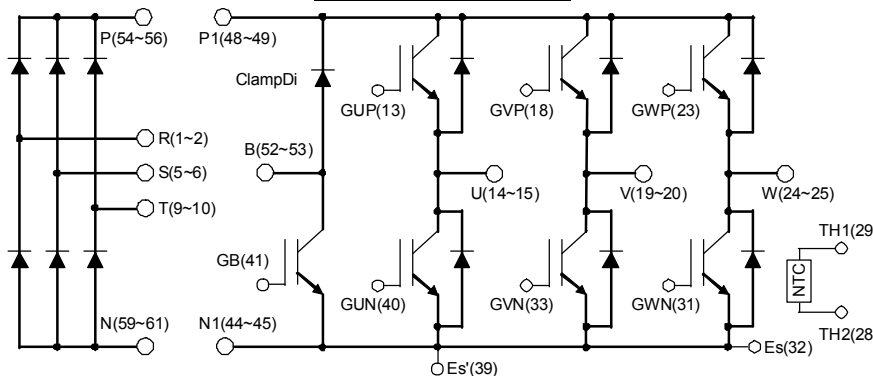 P(54~56)
P1(48~49)
ClampDi
GUP(13)
GVP(18)
GWP(23)
R(1~2)
B(52~53)
S(5~6)
U(14~15)
V(19~20)
W(24~25)
T(9~10)
TH1(29
GB(41)
NTC
GUN(40)
GVN(33)
GWN(31)
N(59~61)
N1(44~45)
TH2(28
Es(32)
Es'(39)